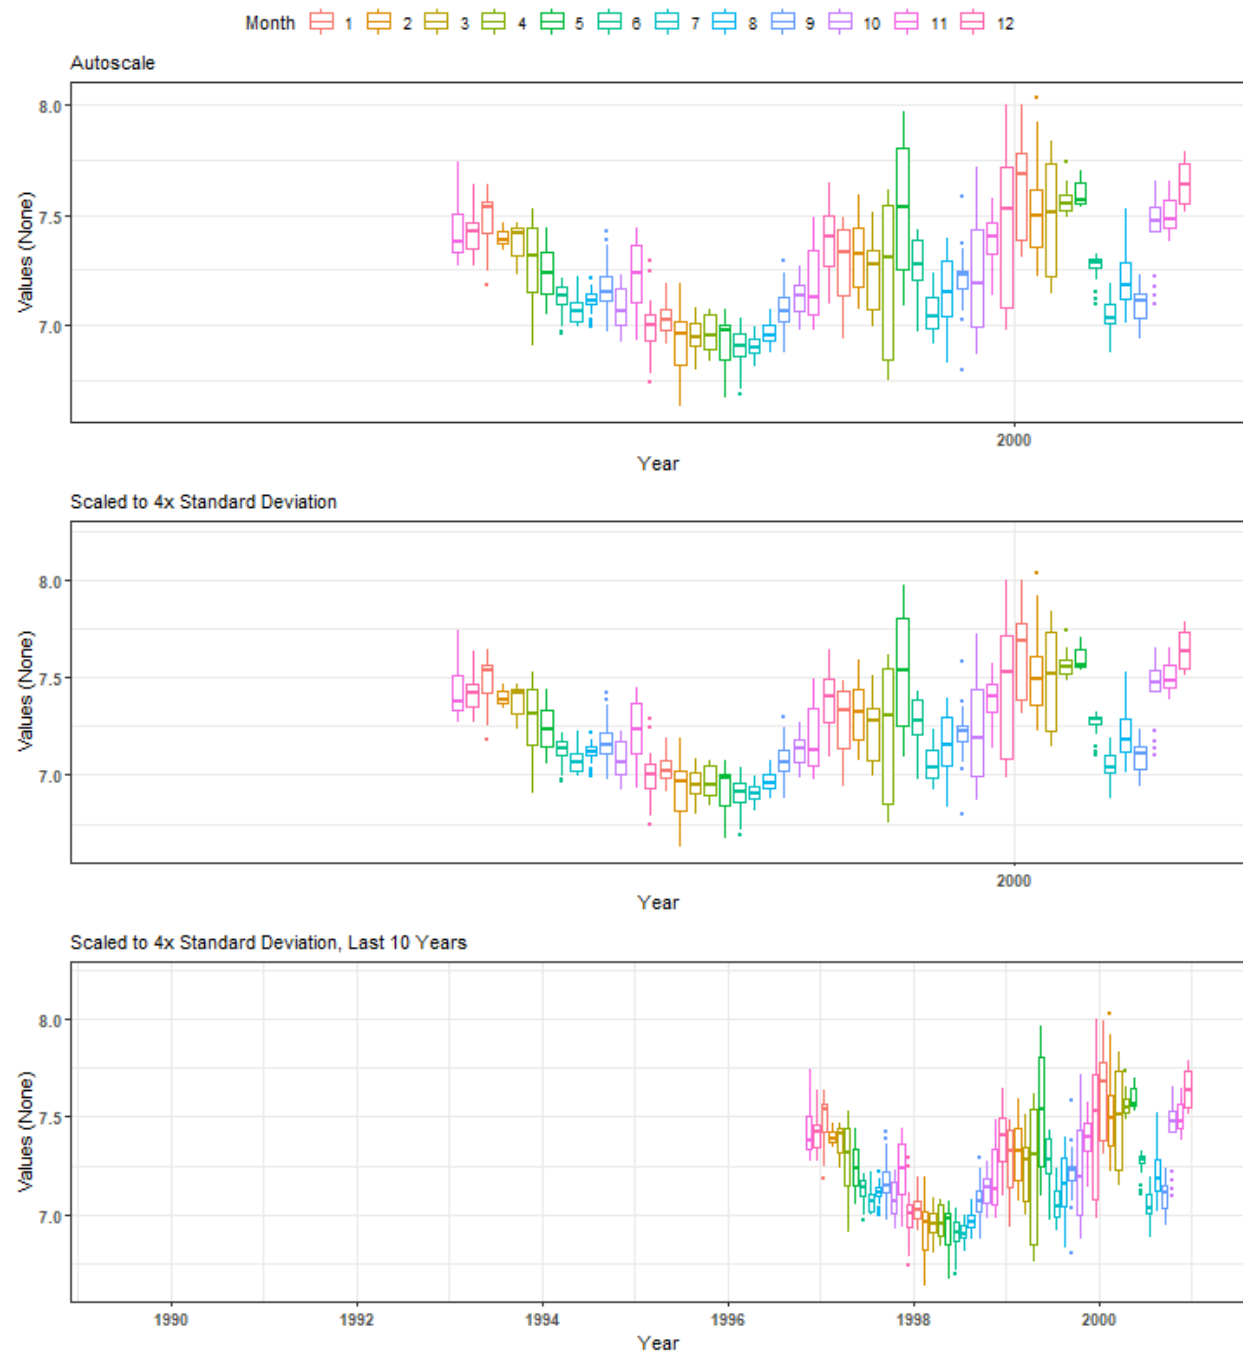 Month 1 2 3 4 5 6 7 8 9 10 11 12
Autoscale
8.0
7.5
7.0
Values (None)
2000
Year
Scaled to 4x Standard Deviation
8.0
7.5
7.0
Values (None)
2000
Year
Scaled to 4x Standard Deviation, Last 10 Years
8.0
7.5
7.0
Values (None)
1990 1992 1994 1996 1998 2000
Year